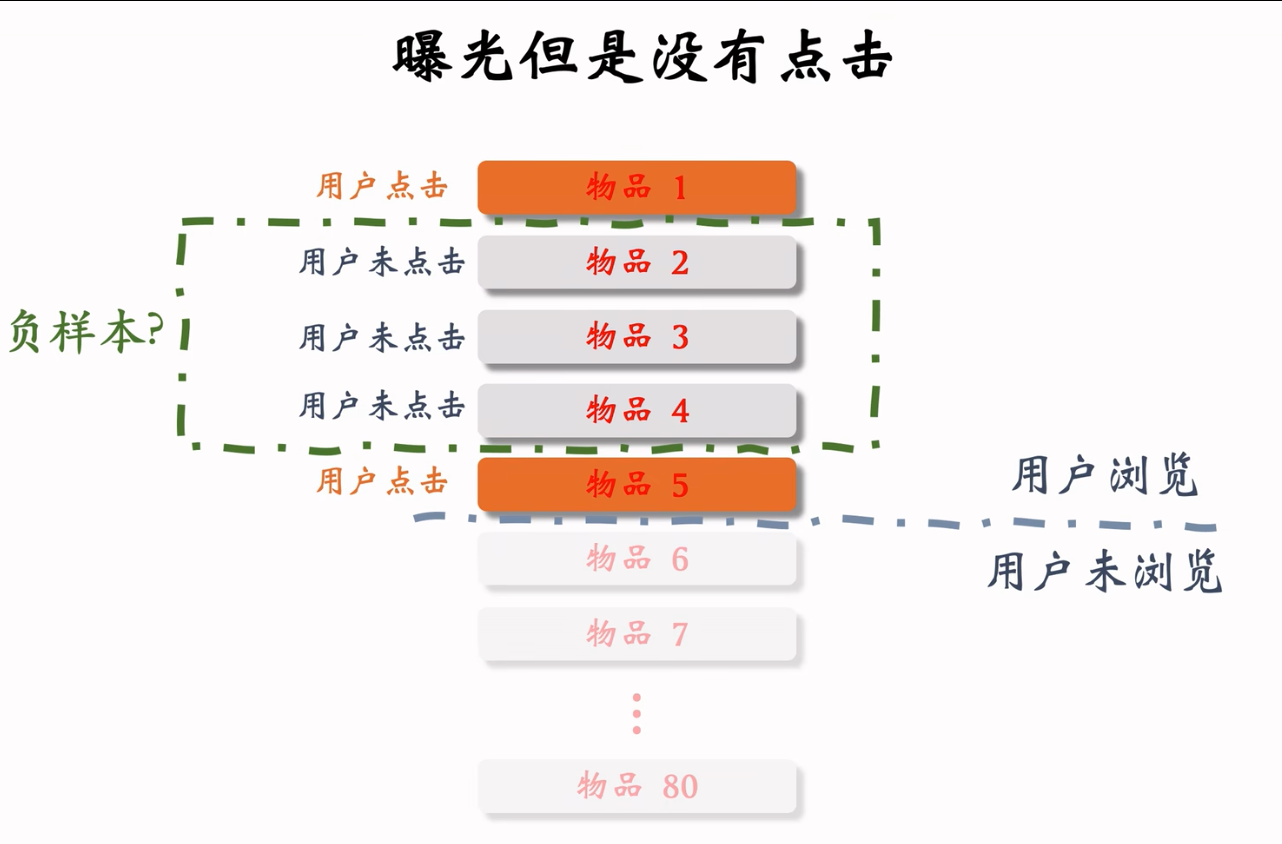 曝光但是没有点击
用户点击 物品 1
用户未点击 物品 2
负样本?
用户未点击 物品 3
用户未点击 物品 4
用户点击 物品 5
用户浏览
用户未浏览
物品 6
物品 7
物品 80